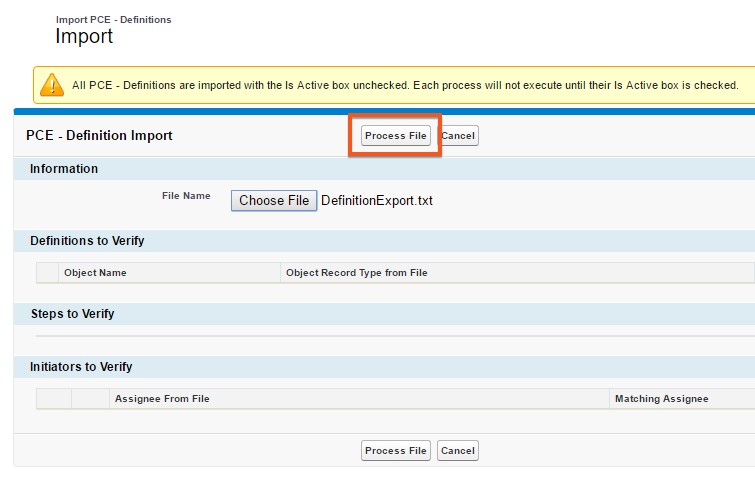 Import PCE - Definitions
Import
All PCE - Definitions are imported with the Is Active box unchecked. Each process will not execute until their Is Active box is checked.
PCE - Definition Import Process File Cancel
Information
File Name Choose File DefinitionExport.txt
Definitions to Verify
Object Name Object Record Type from File
Steps to Verify
Initiators to Verify
Assignee From File Matching Assignee
Process File Cancel